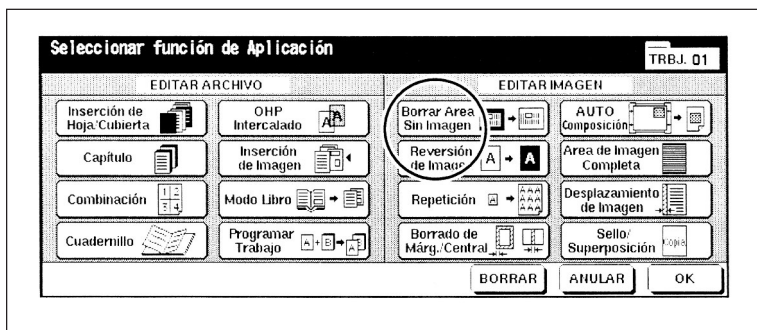 Seleccionar función de Aplicación
TRBJ. 01
EDITAR ARCHIVO
EDITAR IMAGEN
Inserción de
Hoja/Cubierta
OHP
Intercalado
Borrar Area
Sin Imagen
AUTO
Composición
Capítulo
Inserción
de Imagen
Reversión
de Imagen
Area de Imagen
Completa
Combinación
Modo Libro
Repetición
Desplazamiento
de Imagen
Cuadernillo
Programar
Trabajo
Borrado de
Márg./Central
Sello/
Superposición
Copia
BORRAR
ANULAR
OK